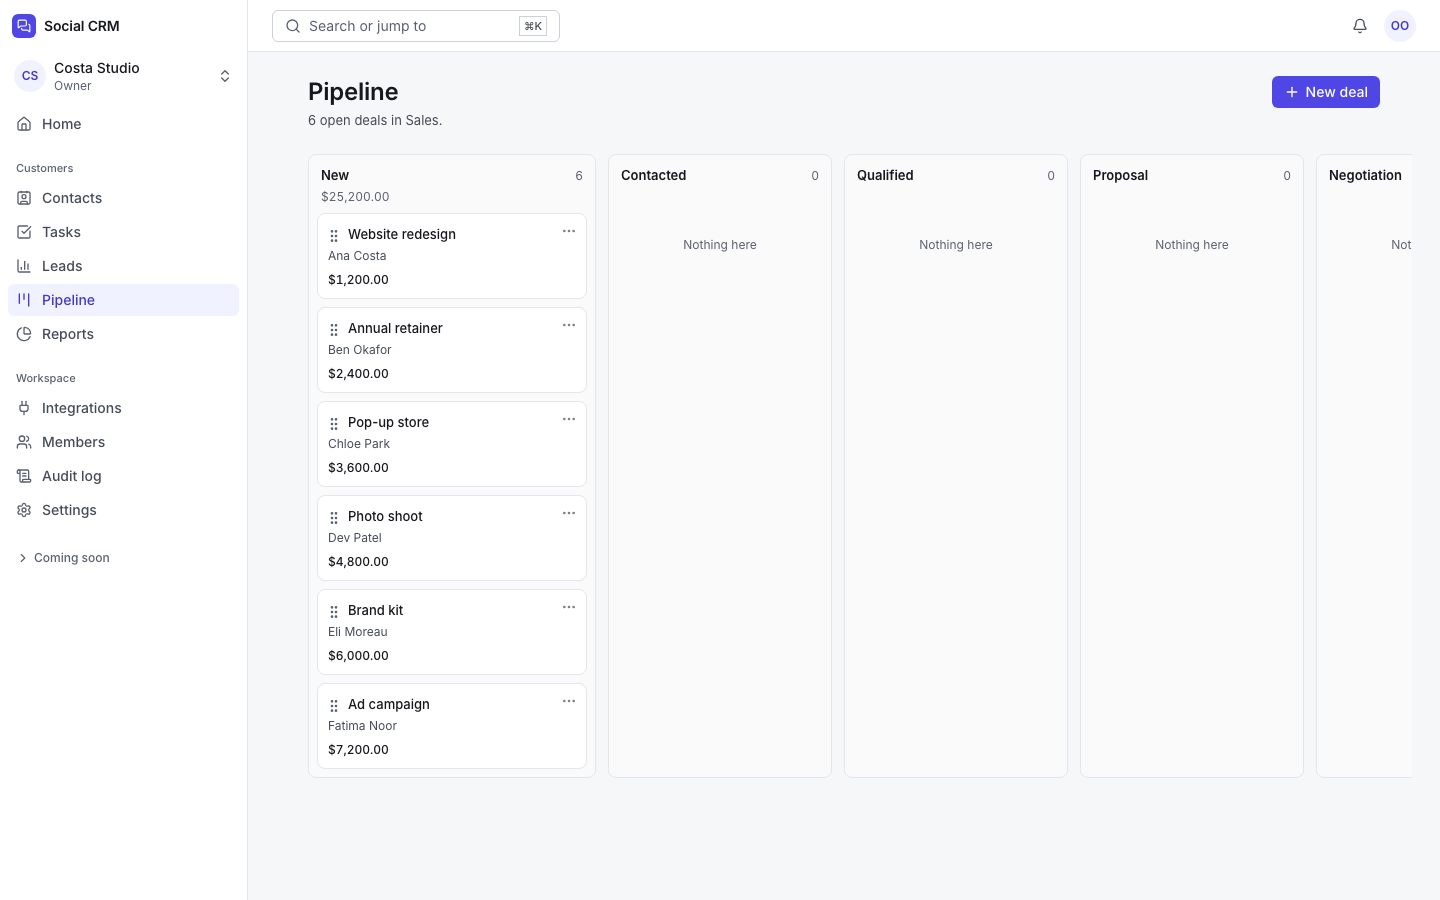 Social CRM
Search or jump to
⌘K
OO
CS
Costa Studio
Owner
Home
Customers
Contacts
Tasks
Leads
Pipeline
Reports
Workspace
Integrations
Members
Audit log
Settings
Coming soon
Pipeline
6 open deals in Sales.
New deal
New 6
$25,200.00
Website redesign
Ana Costa
$1,200.00
Annual retainer
Ben Okafor
$2,400.00
Pop-up store
Chloe Park
$3,600.00
Photo shoot
Dev Patel
$4,800.00
Brand kit
Eli Moreau
$6,000.00
Ad campaign
Fatima Noor
$7,200.00
Contacted 0
Nothing here
Qualified 0
Nothing here
Proposal 0
Nothing here
Negotiation
Not